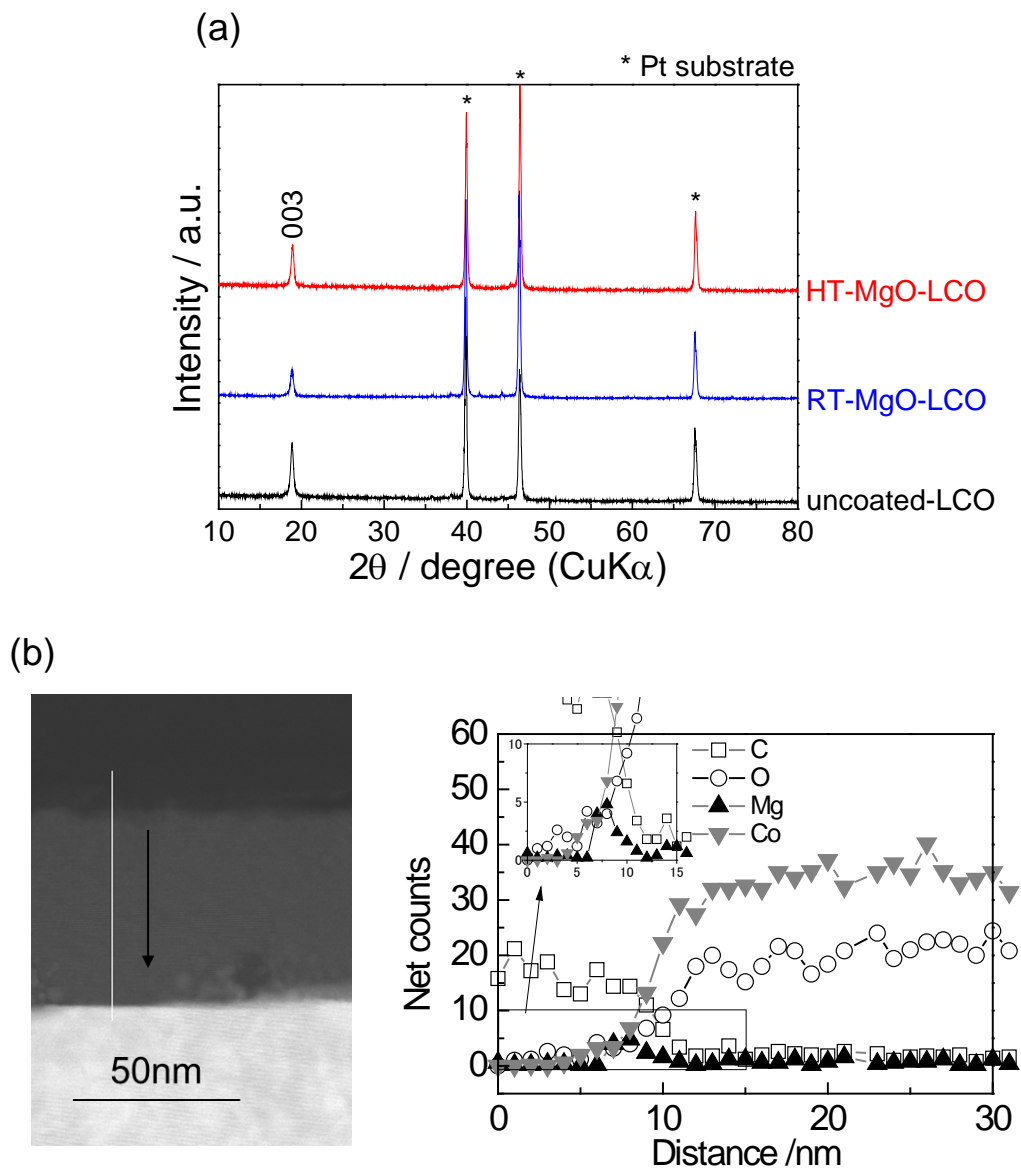 (a)
* Pt substrate
*
*
*
003
HT-MgO-LCO
RT-MgO-LCO
uncoated-LCO
Intensity / a.u.
10 20 30 40 50 60 70 80
2θ / degree (CuKα)
(b)
50nm
60
50
40
30
20
10
0
Net counts
10
5
0
0 5 10 15
C
O
Mg
Co
0 10 20 30
Distance /nm